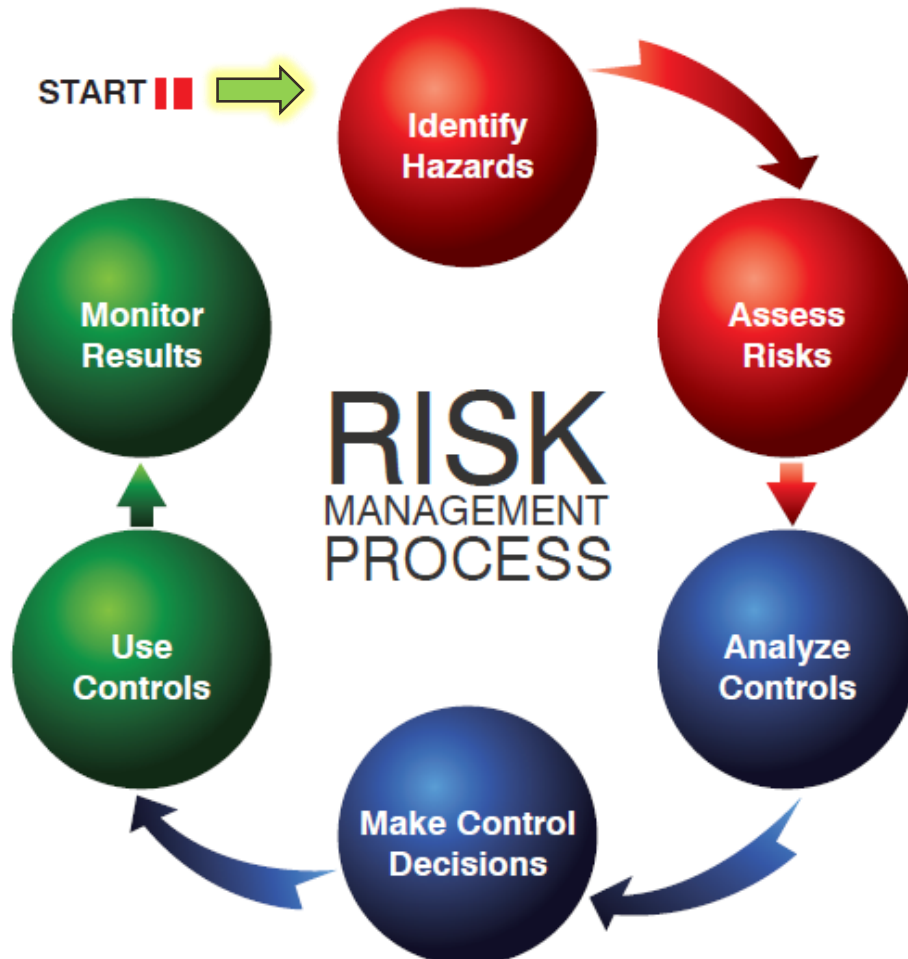 START
Identify
Hazards
Assess
Risks
Analyze
Controls
Make Control
Decisions
Use
Controls
Monitor
Results
RISK
MANAGEMENT
PROCESS